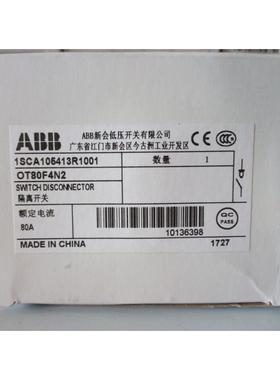 ABB
ABB新会低压开关有限公司
广东省江门市新会区今古洲工业开发区
1SCA105413R1001
数量 1
OT80F4N2
SWITCH DISCONNECTOR
隔离开关
额定电流
80A
10136398
QC
PASS
MADE IN CHINA
1727